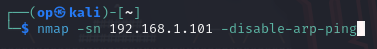 ┌──(op㉿kali)-[~]
└─$ nmap -sn 192.168.1.101 -disable-arp-ping